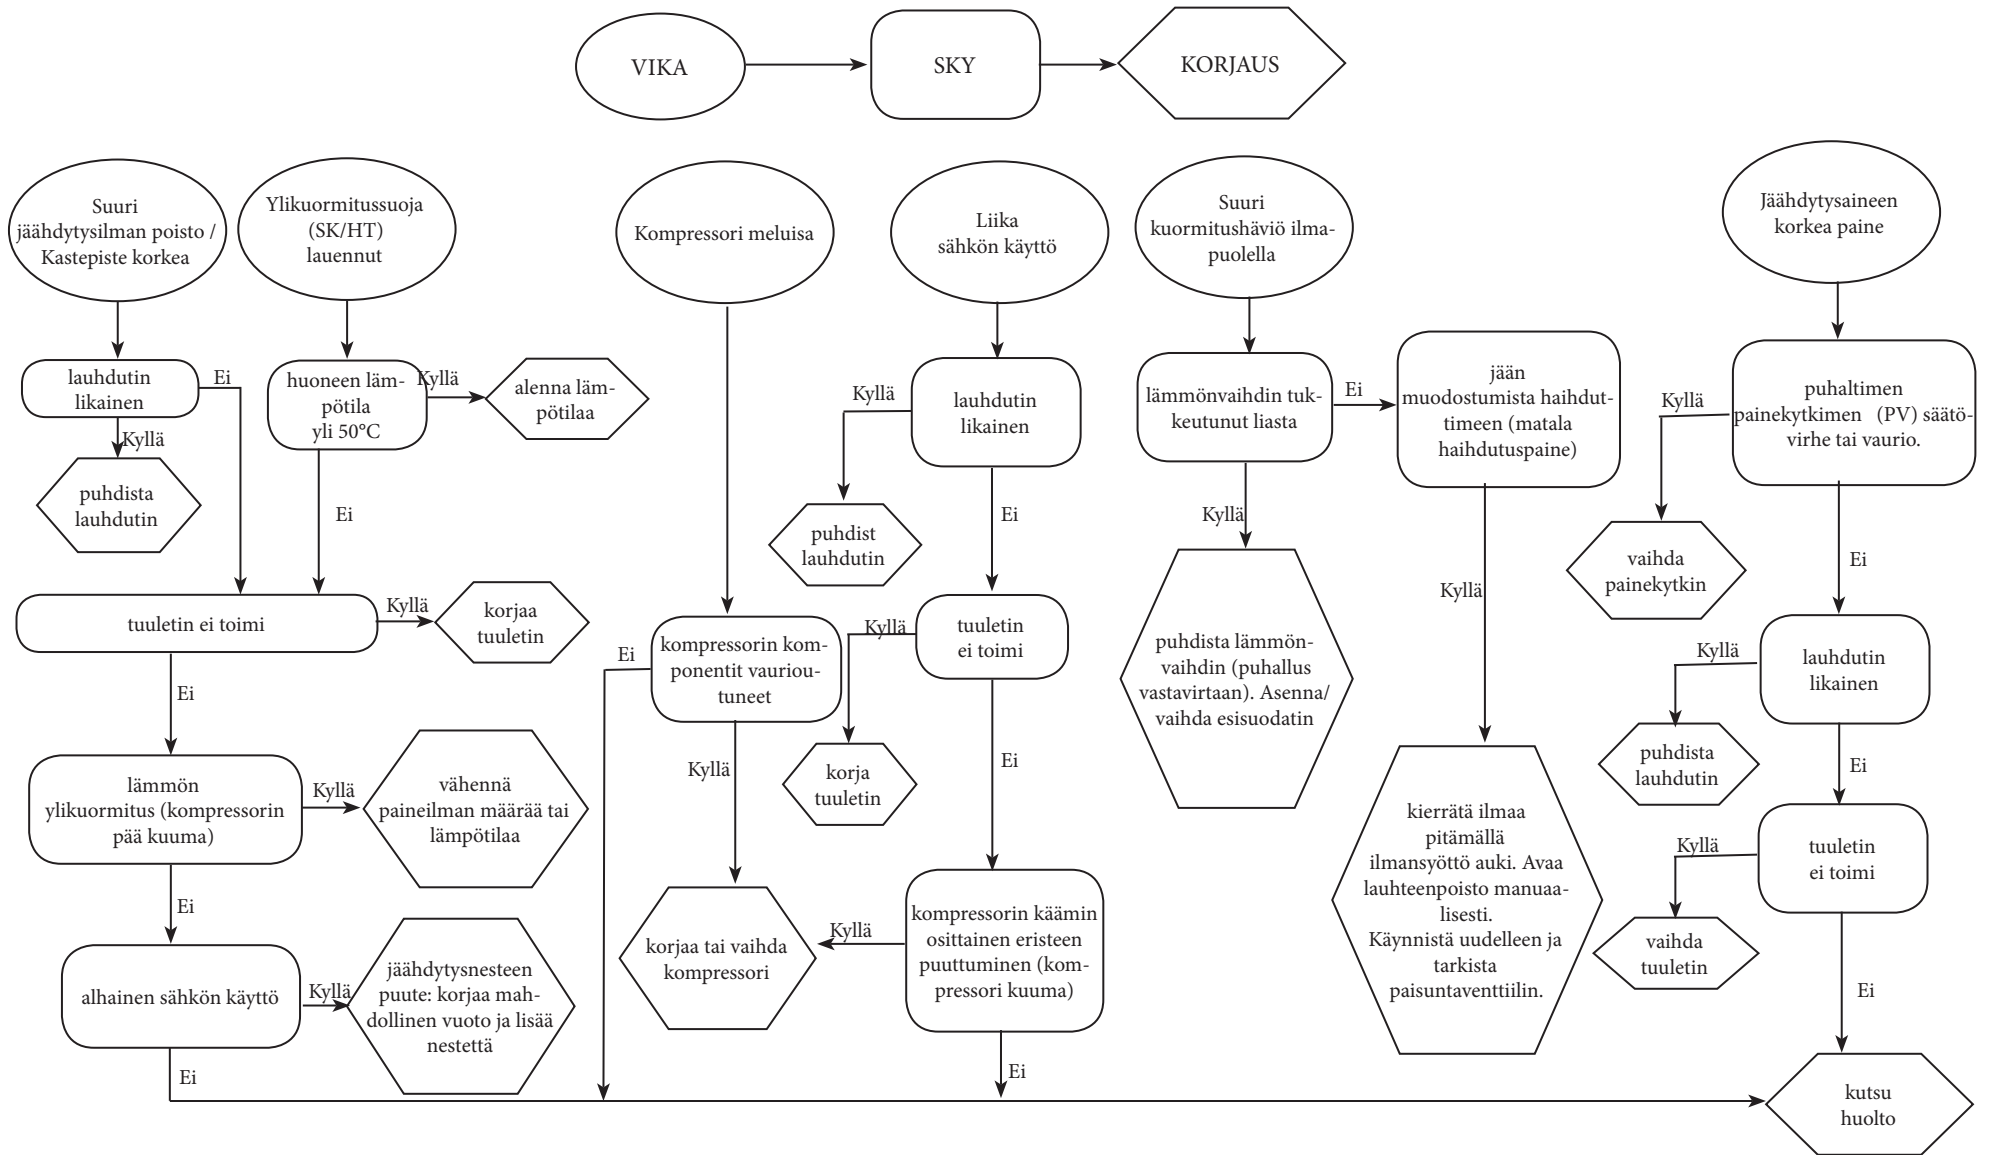 VIKA
SKY
KORJAUS
Suuri
jäähdytysilman poisto /
Kastepiste korkea
Ylikuormitussuoja
(SK/HT)
lauennut
Kompressori meluisa
Liika
sähkön käyttö
Suuri
kuormitushäviö ilma-
puolella
Jäähdytysaineen
korkea paine
lauhdutin
likainen
Ei
Kyllä
puhdista
lauhdutin
huoneen läm-
pötila
yli 50°C
Kyllä
alenna läm-
pötilaa
Ei
tuuletin ei toimi
Kyllä
korjaa
tuuletin
Ei
lämmön
ylikuormitus (kompressorin
pää kuuma)
Kyllä
vähennä
paineilman määrää tai
lämpötilaa
Ei
alhainen sähkön käyttö
Kyllä
jäähdytysnesteen
puute: korjaa mah-
dollinen vuoto ja lisää
nestettä
Ei
kompressorin kom-
ponentit vauriou-
tuneet
Ei
Kyllä
korjaa tai vaihda
kompressori
lauhdutin
likainen
Kyllä
puhdist
lauhdutin
Ei
tuuletin
ei toimi
Kyllä
korja
tuuletin
Ei
kompressorin käämin
osittainen eristeen
puuttuminen (kom-
pressori kuuma)
Kyllä
Ei
lämmönvaihdin tuk-
keutunut liasta
Ei
Kyllä
puhdista lämmön-
vaihdin (puhallus
vastavirtaan). Asenna/
vaihda esisuodatin
jään
muodostumista haihdut-
timeen (matala
haihdutuspaine)
Kyllä
kierrätä ilmaa
pitämällä
ilmansyöttö auki. Avaa
lauhteenpoisto manuaa-
lisesti.
Käynnistä uudelleen ja
tarkista
paisuntaventtiilin.
puhaltimen
painekytkimen (PV) säätö-
virhe tai vaurio.
Kyllä
vaihda
painekytkin
Ei
lauhdutin
likainen
Kyllä
puhdista
lauhdutin
Ei
tuuletin
ei toimi
Kyllä
vaihda
tuuletin
Ei
kutsu
huolto